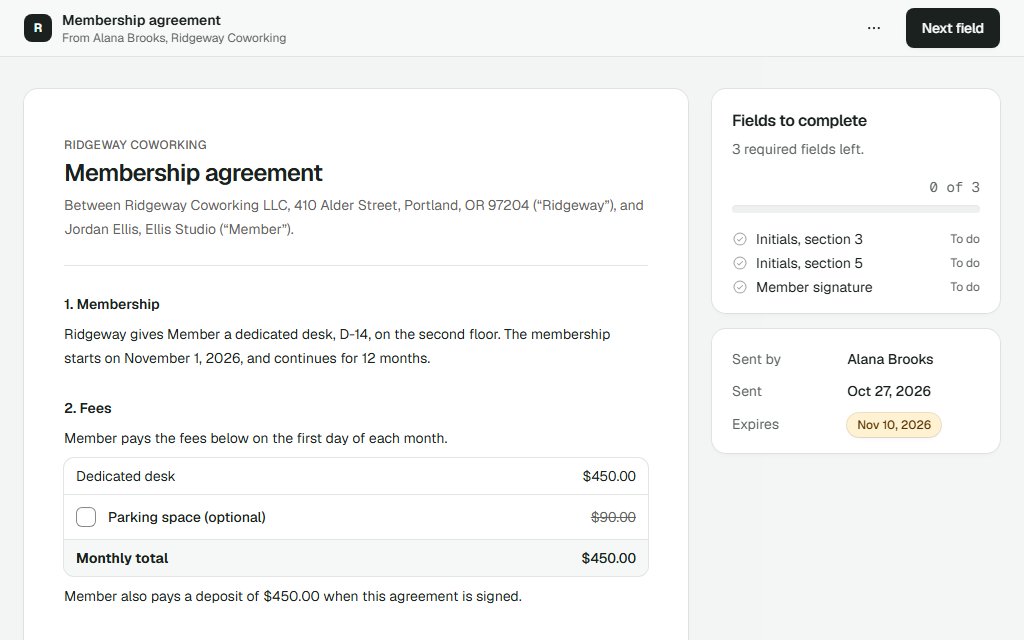 R
Membership agreement
From Alana Brooks, Ridgeway Coworking
...
Next field
RIDGEWAY COWORKING
Membership agreement
Between Ridgeway Coworking LLC, 410 Alder Street, Portland, OR 97204 (“Ridgeway”), and
Jordan Ellis, Ellis Studio (“Member”).
1. Membership
Ridgeway gives Member a dedicated desk, D-14, on the second floor. The membership
starts on November 1, 2026, and continues for 12 months.
2. Fees
Member pays the fees below on the first day of each month.
Dedicated desk $450.00
Parking space (optional) $90.00
Monthly total $450.00
Member also pays a deposit of $450.00 when this agreement is signed.
Fields to complete
3 required fields left.
0 of 3
Initials, section 3 To do
Initials, section 5 To do
Member signature To do
Sent by Alana Brooks
Sent Oct 27, 2026
Expires Nov 10, 2026